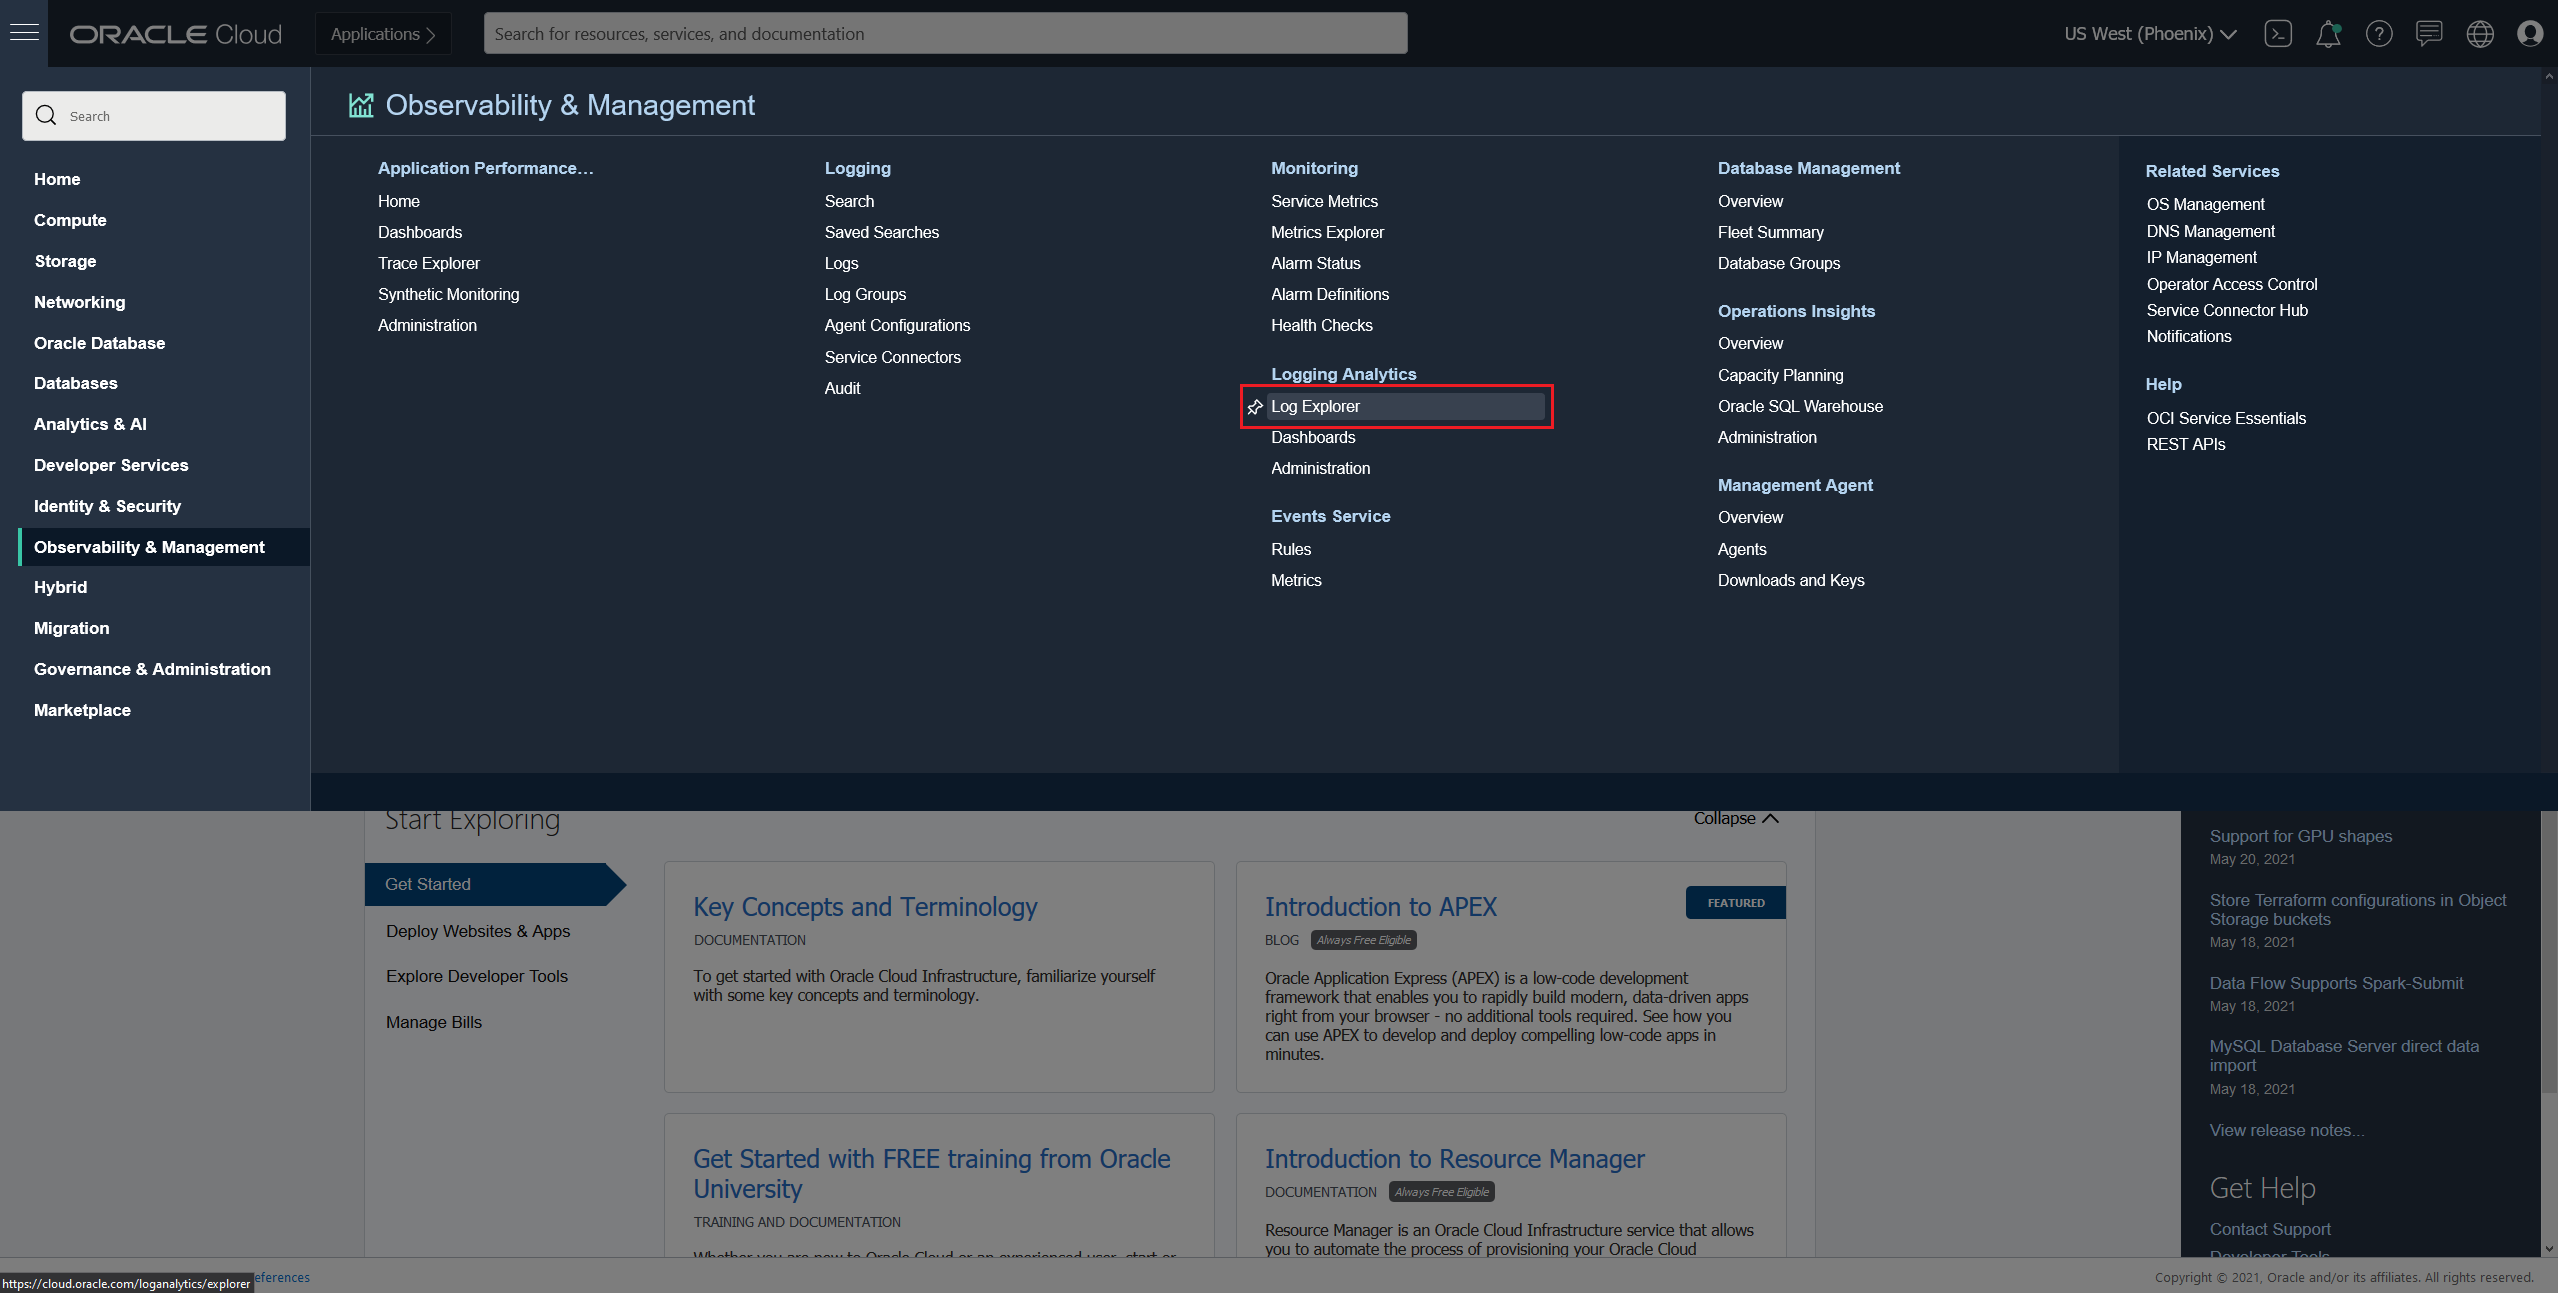 ORACLE Cloud
Applications
Search for resources, services, and documentation
US West (Phoenix)
Search
Home
Compute
Storage
Networking
Oracle Database
Databases
Analytics & AI
Developer Services
Identity & Security
Observability & Management
Hybrid
Migration
Governance & Administration
Marketplace
Observability & Management
Application Performance…
Home
Dashboards
Trace Explorer
Synthetic Monitoring
Administration
Logging
Search
Saved Searches
Logs
Log Groups
Agent Configurations
Service Connectors
Audit
Monitoring
Service Metrics
Metrics Explorer
Alarm Status
Alarm Definitions
Health Checks
Logging Analytics
Log Explorer
Dashboards
Administration
Events Service
Rules
Metrics
Database Management
Overview
Fleet Summary
Database Groups
Operations Insights
Overview
Capacity Planning
Oracle SQL Warehouse
Administration
Management Agent
Overview
Agents
Downloads and Keys
Related Services
OS Management
DNS Management
IP Management
Operator Access Control
Service Connector Hub
Notifications
Help
OCI Service Essentials
REST APIs
Start Exploring
Collapse
Get Started
Deploy Websites & Apps
Explore Developer Tools
Manage Bills
Key Concepts and Terminology
DOCUMENTATION
To get started with Oracle Cloud Infrastructure, familiarize yourself
with some key concepts and terminology.
FEATURED
Introduction to APEX
BLOG Always Free Eligible
Oracle Application Express (APEX) is a low-code development
framework that enables you to rapidly build modern, data-driven apps
right from your browser - no additional tools required. See how you
can use APEX to develop and deploy compelling low-code apps in
minutes.
Get Started with FREE training from Oracle
University
TRAINING AND DOCUMENTATION
Whether you are new to Oracle Cloud or an experienced user, start or
Introduction to Resource Manager
DOCUMENTATION Always Free Eligible
Resource Manager is an Oracle Cloud Infrastructure service that allows
you to automate the process of provisioning your Oracle Cloud
Support for GPU shapes
May 20, 2021
Store Terraform configurations in Object
Storage buckets
May 18, 2021
Data Flow Supports Spark-Submit
May 18, 2021
MySQL Database Server direct data
import
May 18, 2021
View release notes...
Get Help
Contact Support
Developer Tools
https://cloud.oracle.com/loganalytics/explorer
eferences
Copyright © 2021, Oracle and/or its affiliates. All rights reserved.